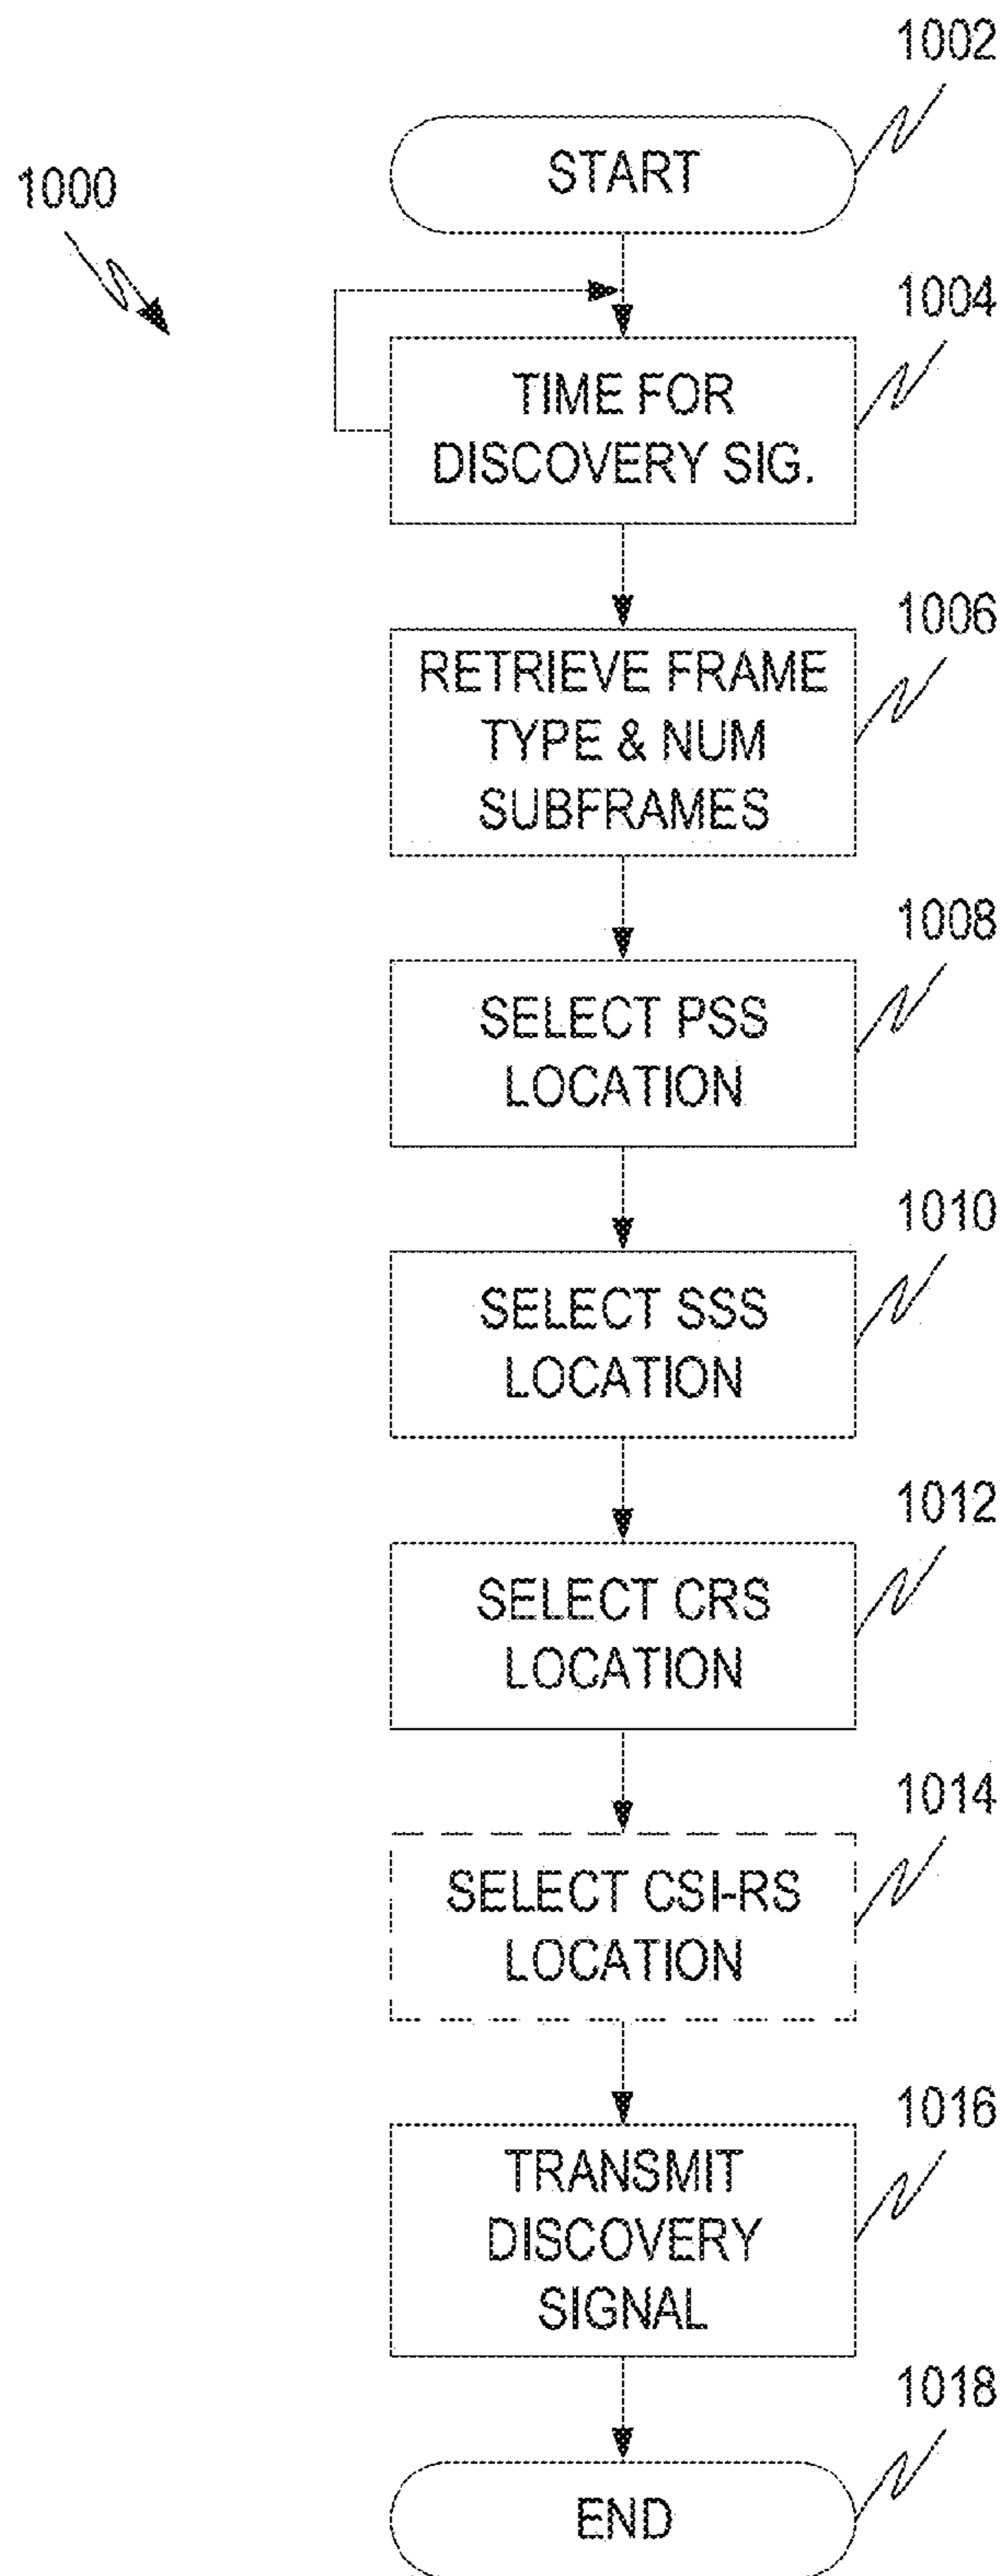 1002
START
1000
1004
TIME FOR
DISCOVERY SIG.
1006
RETRIEVE FRAME
TYPE & NUM
SUBFRAMES
1008
SELECT PSS
LOCATION
1010
SELECT SSS
LOCATION
1012
SELECT CRS
LOCATION
1014
SELECT CSI-RS
LOCATION
1016
TRANSMIT
DISCOVERY
SIGNAL
1018
END